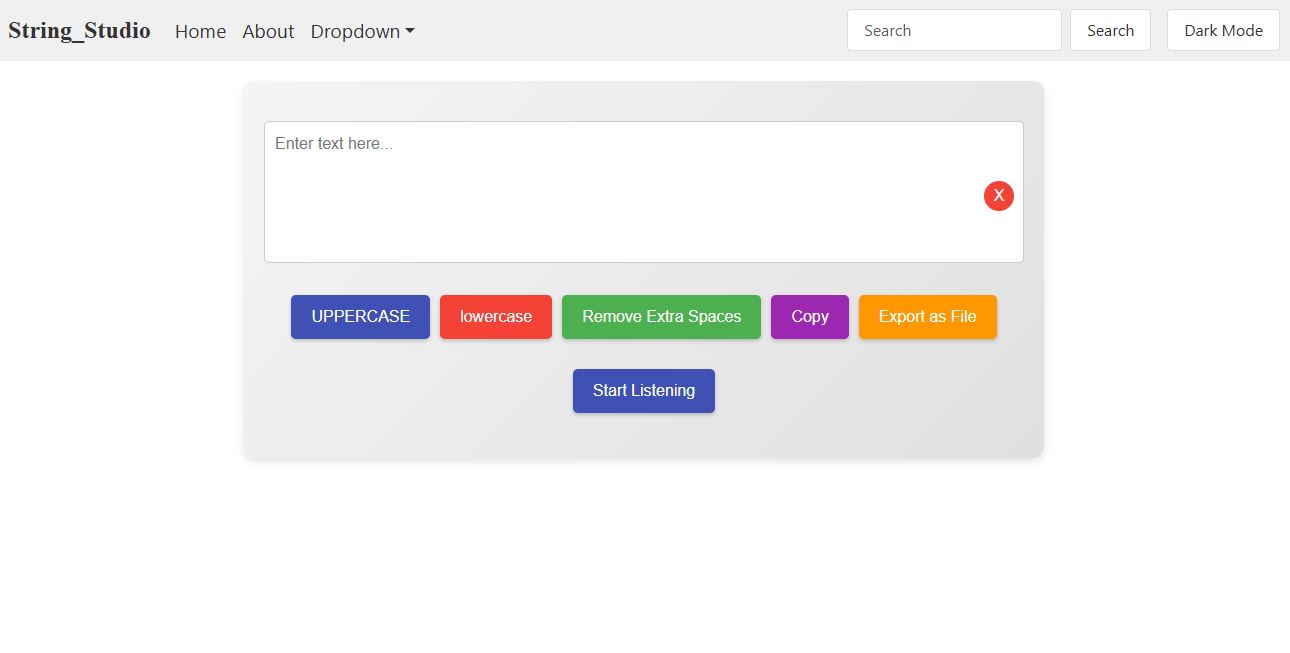 String_Studio Home About Dropdown Search Search Dark Mode
Enter text here...
X
UPPERCASE lowercase Remove Extra Spaces Copy Export as File
Start Listening